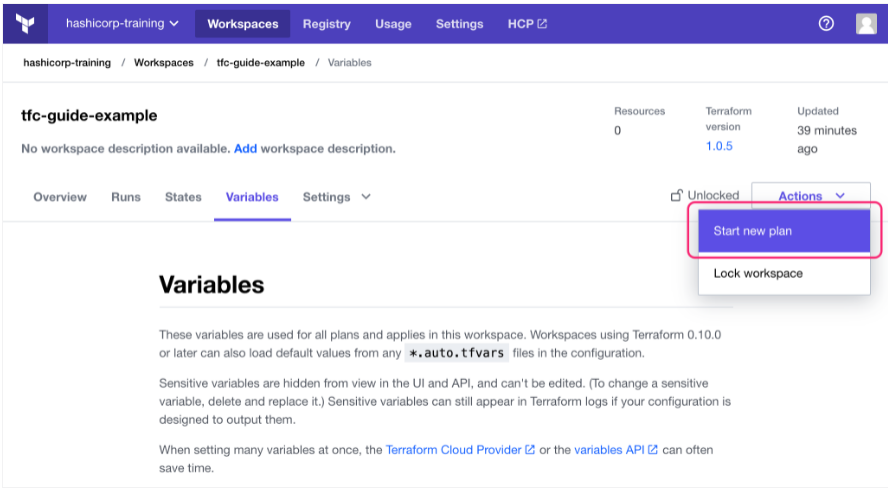 hashicorp-training Workspaces Registry Usage Settings HCP
hashicorp-training / Workspaces / tfc-guide-example / Variables
tfc-guide-example
No workspace description available. Add workspace description.
Resources
0
Terraform
version
1.0.5
Updated
39 minutes
ago
Overview Runs States Variables Settings
Unlocked Actions
Start new plan
Lock workspace
Variables
These variables are used for all plans and applies in this workspace. Workspaces using Terraform 0.10.0
or later can also load default values from any *.auto.tfvars files in the configuration.
Sensitive variables are hidden from view in the UI and API, and can't be edited. (To change a sensitive
variable, delete and replace it.) Sensitive variables can still appear in Terraform logs if your configuration is
designed to output them.
When setting many variables at once, the Terraform Cloud Provider or the variables API can often
save time.